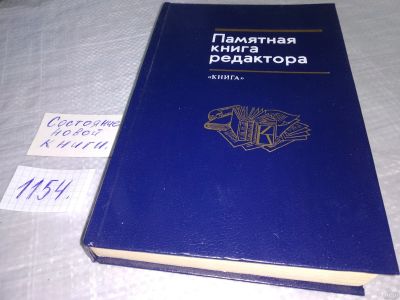 Памятная
книга
редактора
«КНИГА»
К
Состояние
новой
книги.
1154.